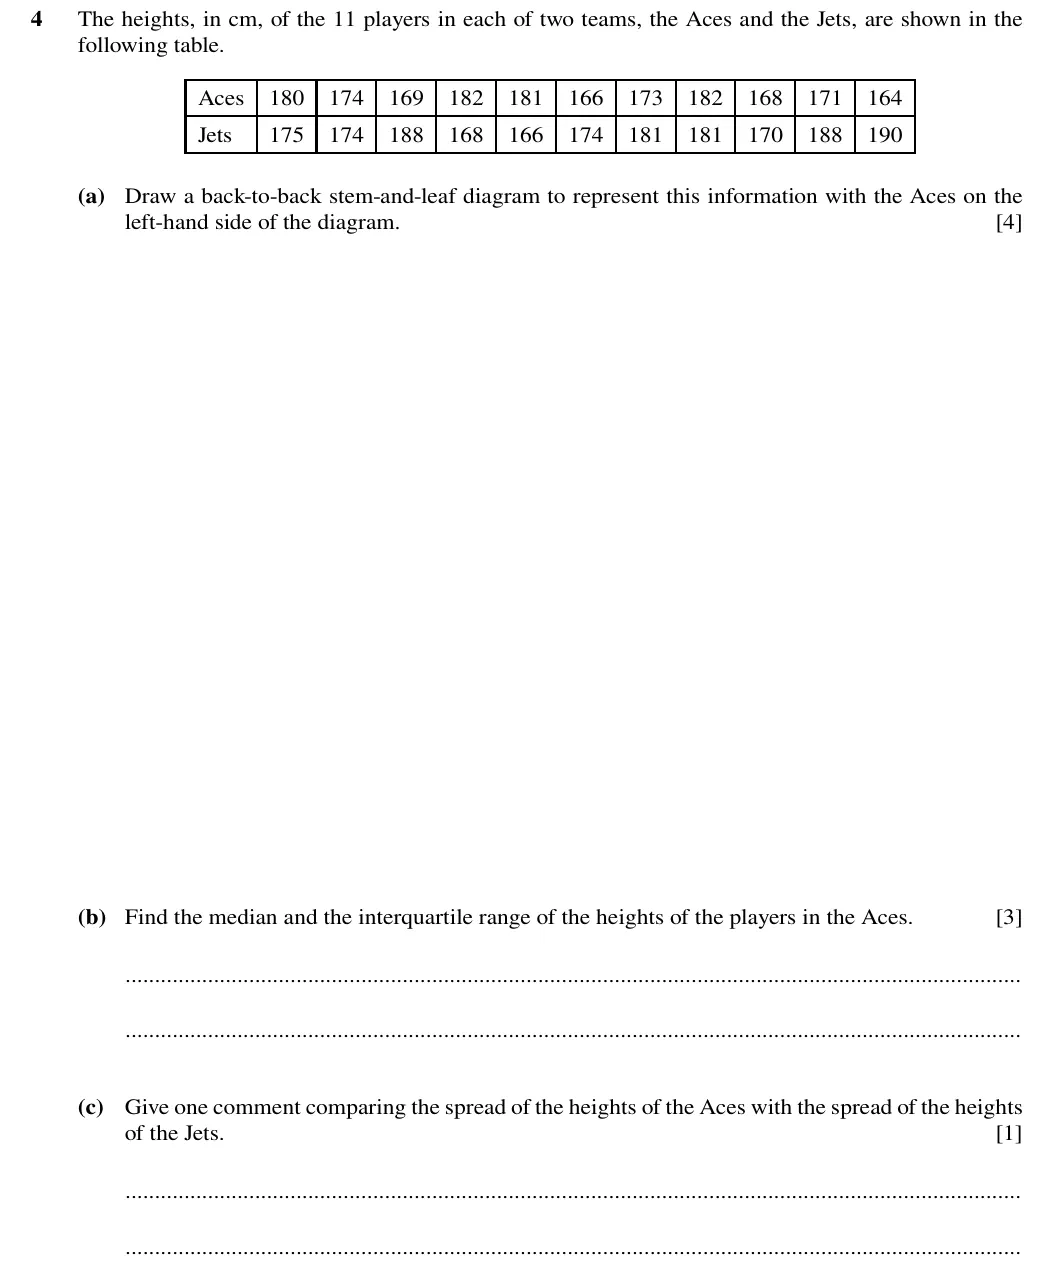 4 The heights, in cm, of the 11 players in each of two teams, the Aces and the Jets, are shown in the
following table.
Aces 180 174 169 182 181 166 173 182 168 171 164
Jets 175 174 188 168 166 174 181 181 170 188 190
(a) Draw a back-to-back stem-and-leaf diagram to represent this information with the Aces on the
left-hand side of the diagram. [4]
(b) Find the median and the interquartile range of the heights of the players in the Aces. [3]
(c) Give one comment comparing the spread of the heights of the Aces with the spread of the heights
of the Jets. [1]